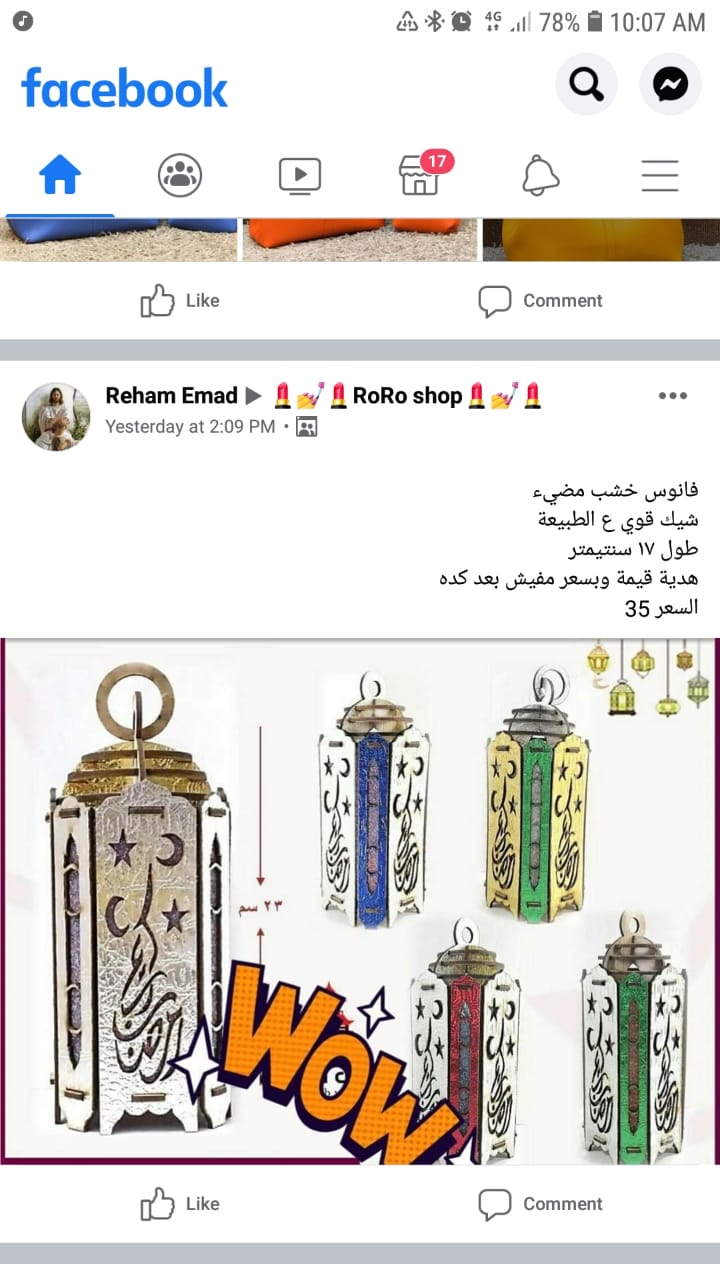 4G 78% 10:07 AM
facebook
17
Like Comment
Reham Emad ▶ 💄💅💄RoRo shop💄💅💄
Yesterday at 2:09 PM •
فانوس خشب مضيء
شيك قوي ع الطبيعة
طول ١٧ سنتيمتر
هدية قيمة وبسعر مفيش بعد كده
السعر 35
٢٣ سم
WOW
Like Comment